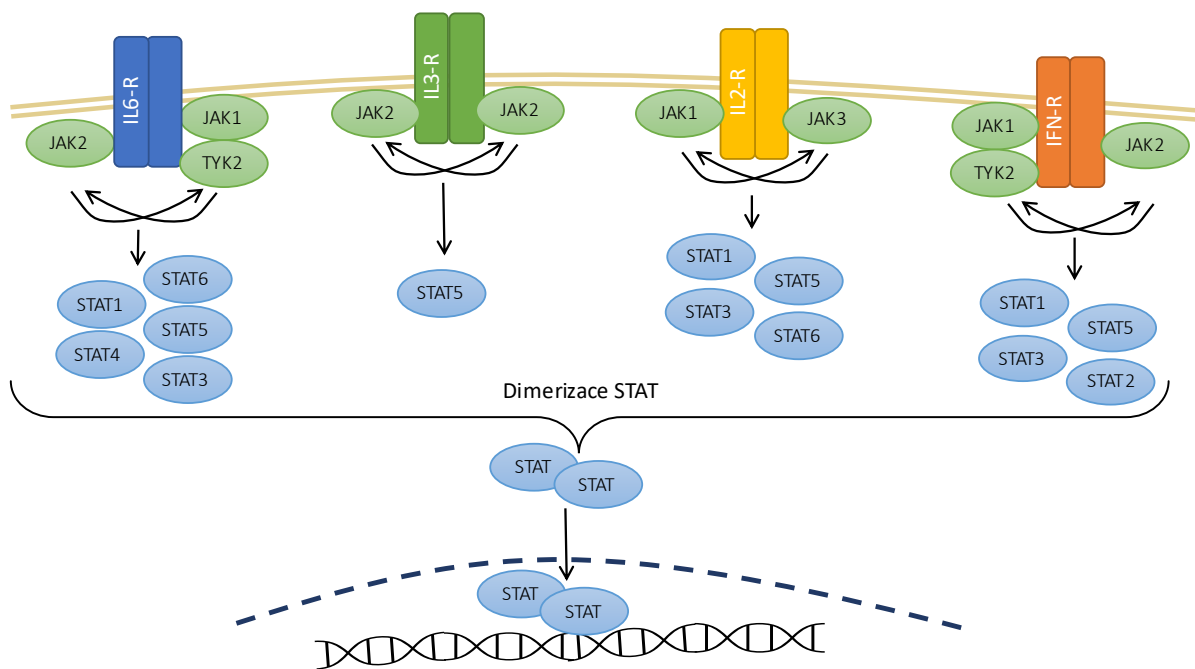 IL6-R
JAK2
JAK1
TYK2
STAT6
STAT1
STAT5
STAT4
STAT3
IL3-R
JAK2
JAK2
STAT5
IL2-R
JAK1
JAK3
STAT1
STAT5
STAT3
STAT6
IFN-R
JAK1
TYK2
JAK2
STAT1
STAT5
STAT3
STAT2
Dimerizace STAT
STAT
STAT
STAT
STAT